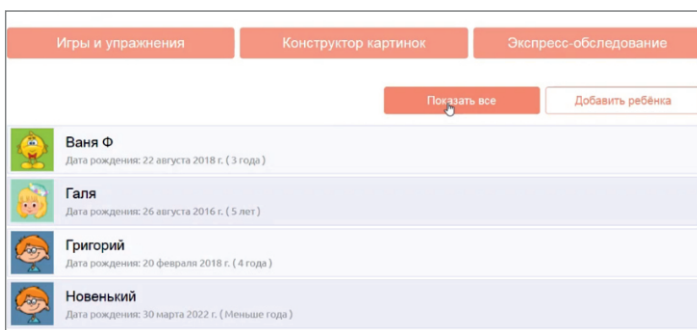 Игры и упражнения
Конструктор картинок
Экспресс-обследование
Показать все
Добавить ребёнка
Ваня Ф
Дата рождения: 22 августа 2018 г. ( 3 года )
Галя
Дата рождения: 26 августа 2016 г. ( 5 лет )
Григорий
Дата рождения: 20 февраля 2018 г. ( 4 года )
Новенький
Дата рождения: 30 марта 2022 г. ( Меньше года )